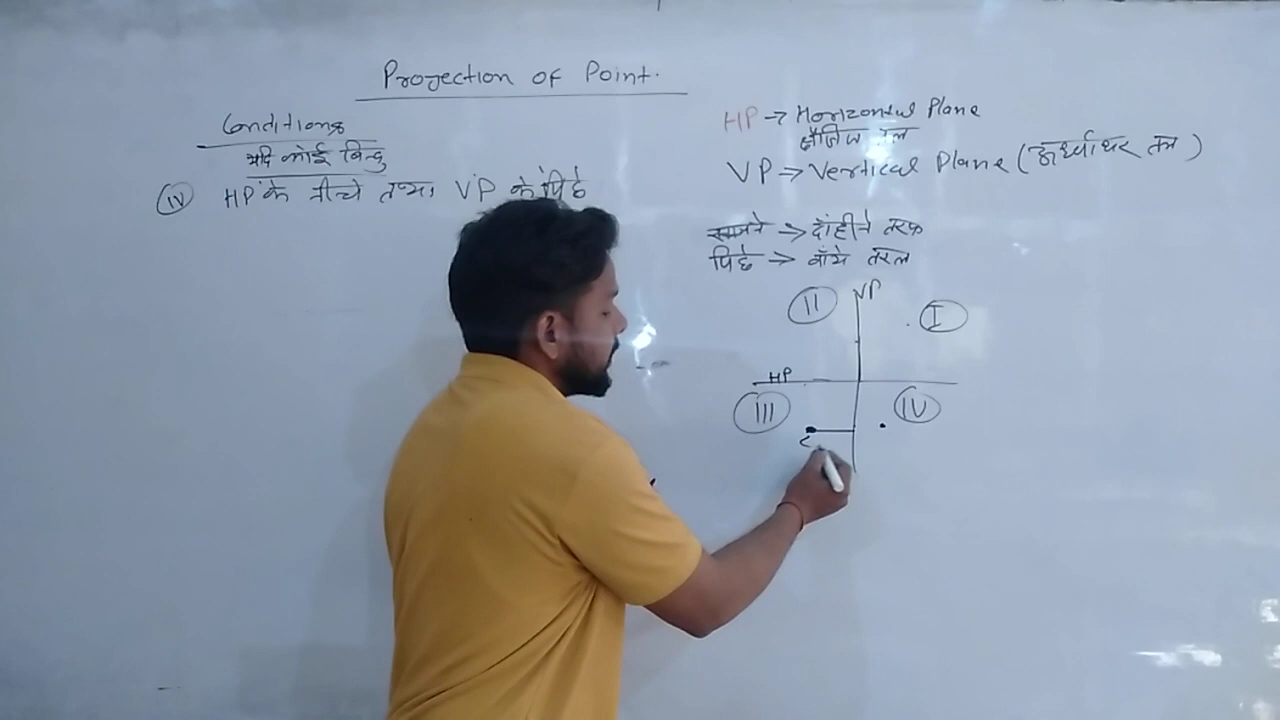 Projection of Point.
Conditions
यदि कोई बिन्दु
(iv) HP के नीचे तथा VP के पिछे
HP → Horizontal Plane
क्षैतिज तल
VP → Vertical Plane (ऊर्ध्वाधर तल)
सामने → दांहीने तरफ
पिछे → बाँये तरल
VP
II I
HP
III IV